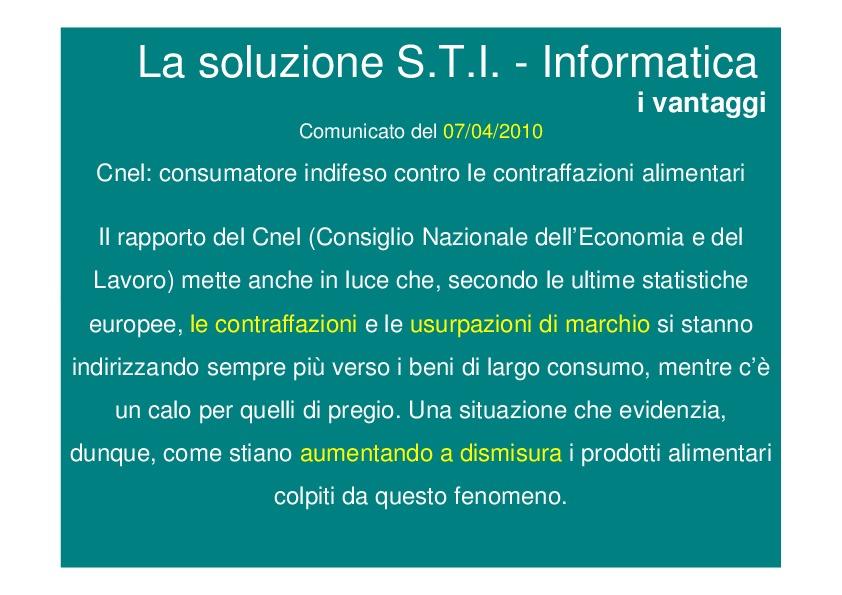 La soluzione S.T.I. - Informatica
i vantaggi
Comunicato del 07/04/2010
Cnel: consumatore indifeso contro le contraffazioni alimentari
Il rapporto del Cnel (Consiglio Nazionale dell’Economia e del
Lavoro) mette anche in luce che, secondo le ultime statistiche
europee, le contraffazioni e le usurpazioni di marchio si stanno
indirizzando sempre più verso i beni di largo consumo, mentre c’è
un calo per quelli di pregio. Una situazione che evidenzia,
dunque, come stiano aumentando a dismisura i prodotti alimentari
colpiti da questo fenomeno.